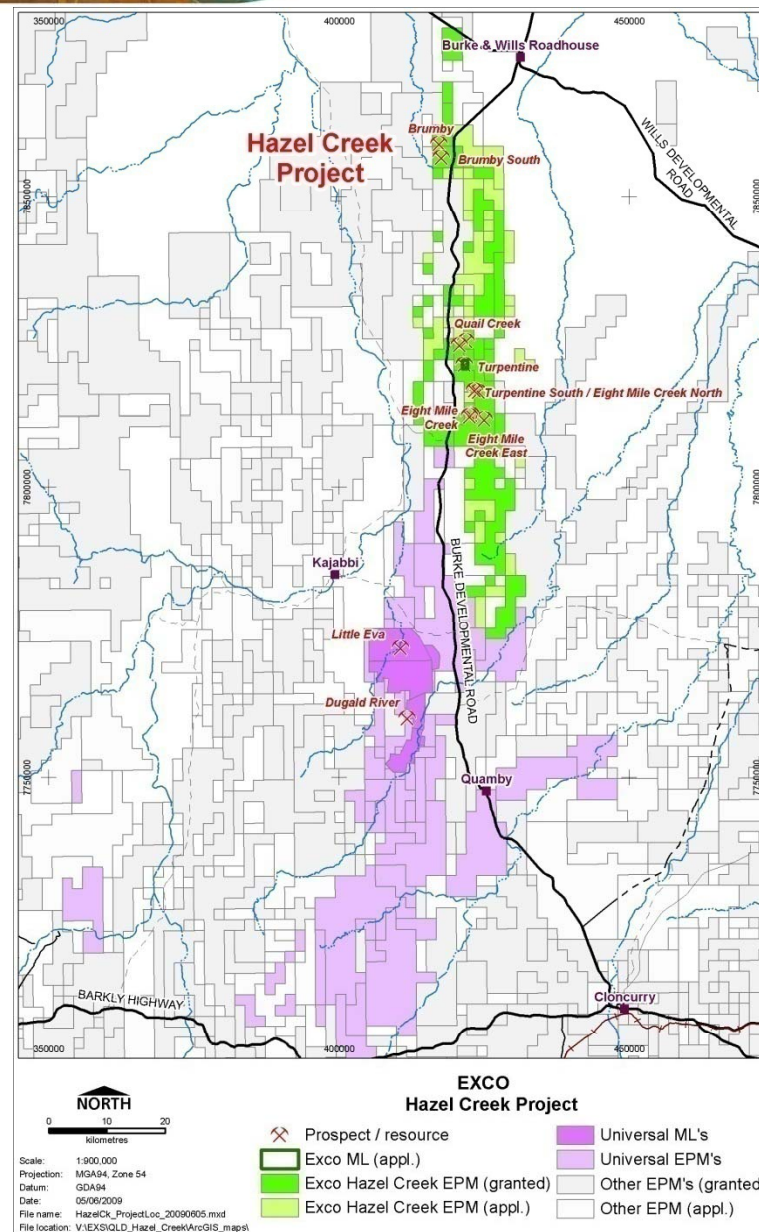 350000
400000
450000
Burke & Wills Roadhouse
Brumby
Hazel Creek
Project
Brumby South
WILLS DEVELOPMENTAL
ROAD
7850000
7850000
Quail Creek
Turpentine
Turpentine South / Eight Mile Creek North
Eight Mile
Creek
Eight Mile
Creek East
7800000
7800000
BURKE DEVELOPMENTAL ROAD
Kajabbi
Little Eva
Dugald River
7750000
7750000
Quamby
BARKLY HIGHWAY
Cloncurry
350000
400000
450000
NORTH
0 10 20
kilometres
Scale: 1:900,000
Projection: MGA94, Zone 54
Datum: GDA94
Date: 05/06/2009
File name: HazelCk_ProjectLoc_20090605.mxd
File location: V:\EXS\QLD_Hazel_Creek\ArcGIS_maps\
EXCO
Hazel Creek Project
Prospect / resource
Exco ML (appl.)
Exco Hazel Creek EPM (granted)
Exco Hazel Creek EPM (appl.)
Universal ML's
Universal EPM's
Other EPM's (granted
Other EPM (appl.)